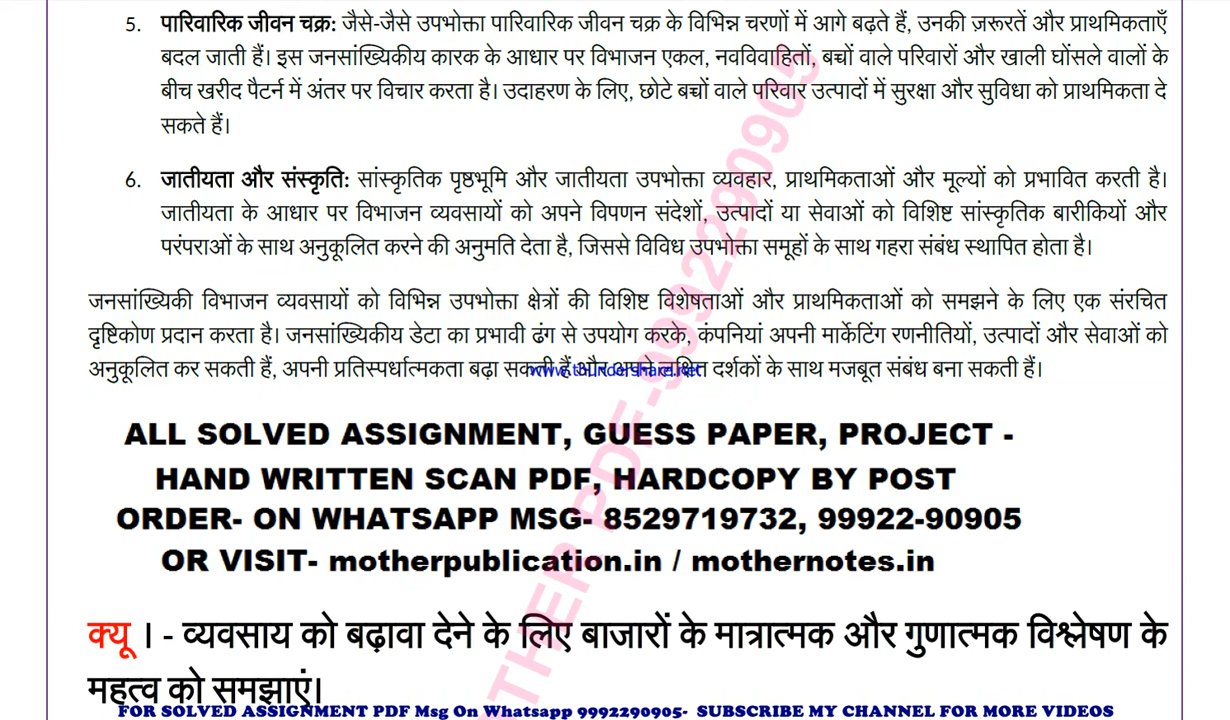 5. पारिवारिक जीवन चक्र: जैसे-जैसे उपभोक्ता पारिवारिक जीवन चक्र के विभिन्न चरणों में आगे बढ़ते हैं, उनकी ज़रूरतें और प्राथमिकताएँ
बदल जाती हैं। इस जनसांख्यिकीय कारक के आधार पर विभाजन एकल, नवविवाहितों, बच्चों वाले परिवारों और खाली घोंसले वालों के
बीच खरीद पैटर्न में अंतर पर विचार करता है। उदाहरण के लिए, छोटे बच्चों वाले परिवार उत्पादों में सुरक्षा और सुविधा को प्राथमिकता दे
सकते हैं।
6. जातीयता और संस्कृति: सांस्कृतिक पृष्ठभूमि और जातीयता उपभोक्ता व्यवहार, प्राथमिकताओं और मूल्यों को प्रभावित करती है।
जातीयता के आधार पर विभाजन व्यवसायों को अपने विपणन संदेशों, उत्पादों या सेवाओं को विशिष्ट सांस्कृतिक बारीकियों और
परंपराओं के साथ अनुकूलित करने की अनुमति देता है, जिससे विविध उपभोक्ता समूहों के साथ गहरा संबंध स्थापित होता है।
जनसांख्यिकी विभाजन व्यवसायों को विभिन्न उपभोक्ता क्षेत्रों की विशिष्ट विशेषताओं और प्राथमिकताओं को समझने के लिए एक संरचित
दृष्टिकोण प्रदान करता है। जनसांख्यिकीय डेटा का प्रभावी ढंग से उपयोग करके, कंपनियां अपनी मार्केटिंग रणनीतियों, उत्पादों और सेवाओं को
अनुकूलित कर सकती हैं, अपनी प्रतिस्पर्धात्मकता बढ़ा सकती हैं और अपने लक्षित दर्शकों के साथ मजबूत संबंध बना सकती हैं।
www.thundershare.net
ALL SOLVED ASSIGNMENT, GUESS PAPER, PROJECT -
HAND WRITTEN SCAN PDF, HARDCOPY BY POST
ORDER- ON WHATSAPP MSG- 8529719732, 99922-90905
OR VISIT- motherpublication.in / mothernotes.in
क्यू । - व्यवसाय को बढ़ावा देने के लिए बाजारों के मात्रात्मक और गुणात्मक विश्लेषण के
महत्व को समझाएं।
FOR SOLVED ASSIGNMENT PDF Msg On Whatsapp 9992290905- SUBSCRIBE MY CHANNEL FOR MORE VIDEOS
THER PDF-9992290905